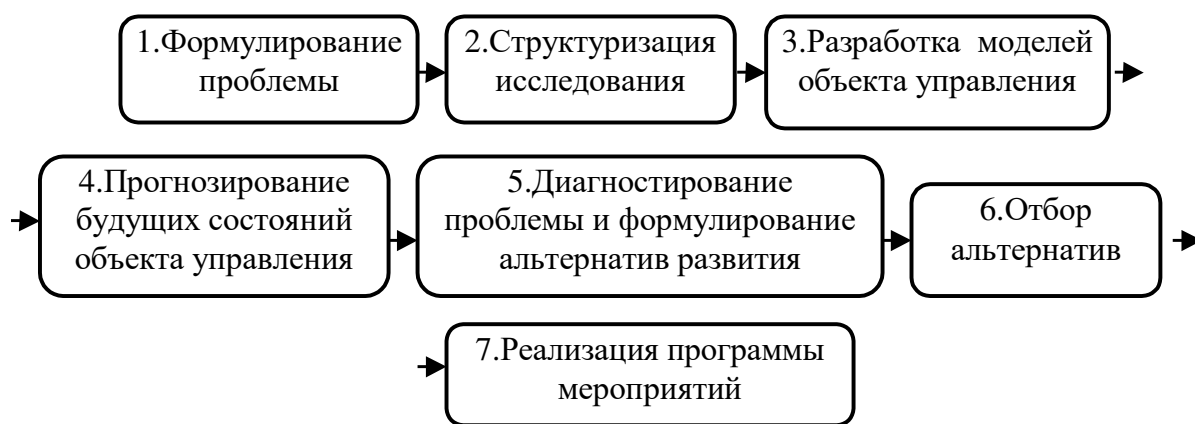 1.Формулирование
проблемы
2.Структуризация
исследования
3.Разработка моделей
объекта управления
4.Прогнозирование
будущих состояний
объекта управления
5.Диагностирование
проблемы и формулирование
альтернатив развития
6.Отбор
альтернатив
7.Реализация программы
мероприятий